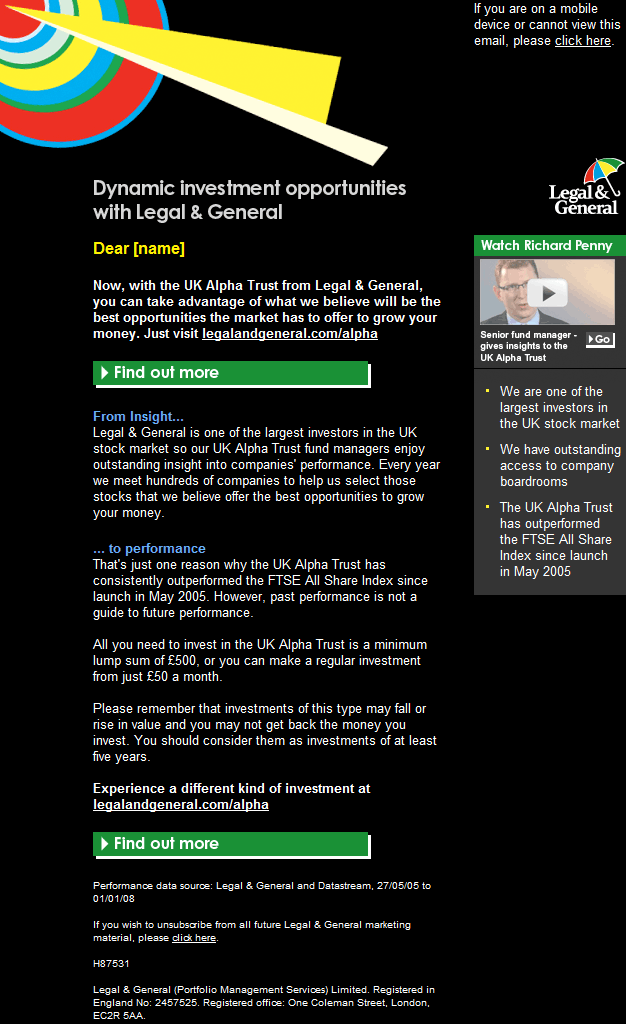 If you are on a mobile
device or cannot view this
email, please click here.
Dynamic investment opportunities
with Legal & General
Legal &
General
Dear [name]
Now, with the UK Alpha Trust from Legal & General,
you can take advantage of what we believe will be the
best opportunities the market has to offer to grow your
money. Just visit legalandgeneral.com/alpha
Find out more
From Insight...
Legal & General is one of the largest investors in the UK
stock market so our UK Alpha Trust fund managers enjoy
outstanding insight into companies' performance. Every year
we meet hundreds of companies to help us select those
stocks that we believe offer the best opportunities to grow
your money.
... to performance
That's just one reason why the UK Alpha Trust has
consistently outperformed the FTSE All Share Index since
launch in May 2005. However, past performance is not a
guide to future performance.
All you need to invest in the UK Alpha Trust is a minimum
lump sum of £500, or you can make a regular investment
from just £50 a month.
Please remember that investments of this type may fall or
rise in value and you may not get back the money you
invest. You should consider them as investments of at least
five years.
Experience a different kind of investment at
legalandgeneral.com/alpha
Find out more
Performance data source: Legal & General and Datastream, 27/05/05 to
01/01/08
If you wish to unsubscribe from all future Legal & General marketing
material, please click here.
H87531
Legal & General (Portfolio Management Services) Limited. Registered in
England No: 2457525. Registered office: One Coleman Street, London,
EC2R 5AA.
Watch Richard Penny
Senior fund manager -
gives insights to the
UK Alpha Trust
Go
We are one of the
largest investors in
the UK stock market
We have outstanding
access to company
boardrooms
The UK Alpha Trust
has outperformed
the FTSE All Share
Index since launch
in May 2005